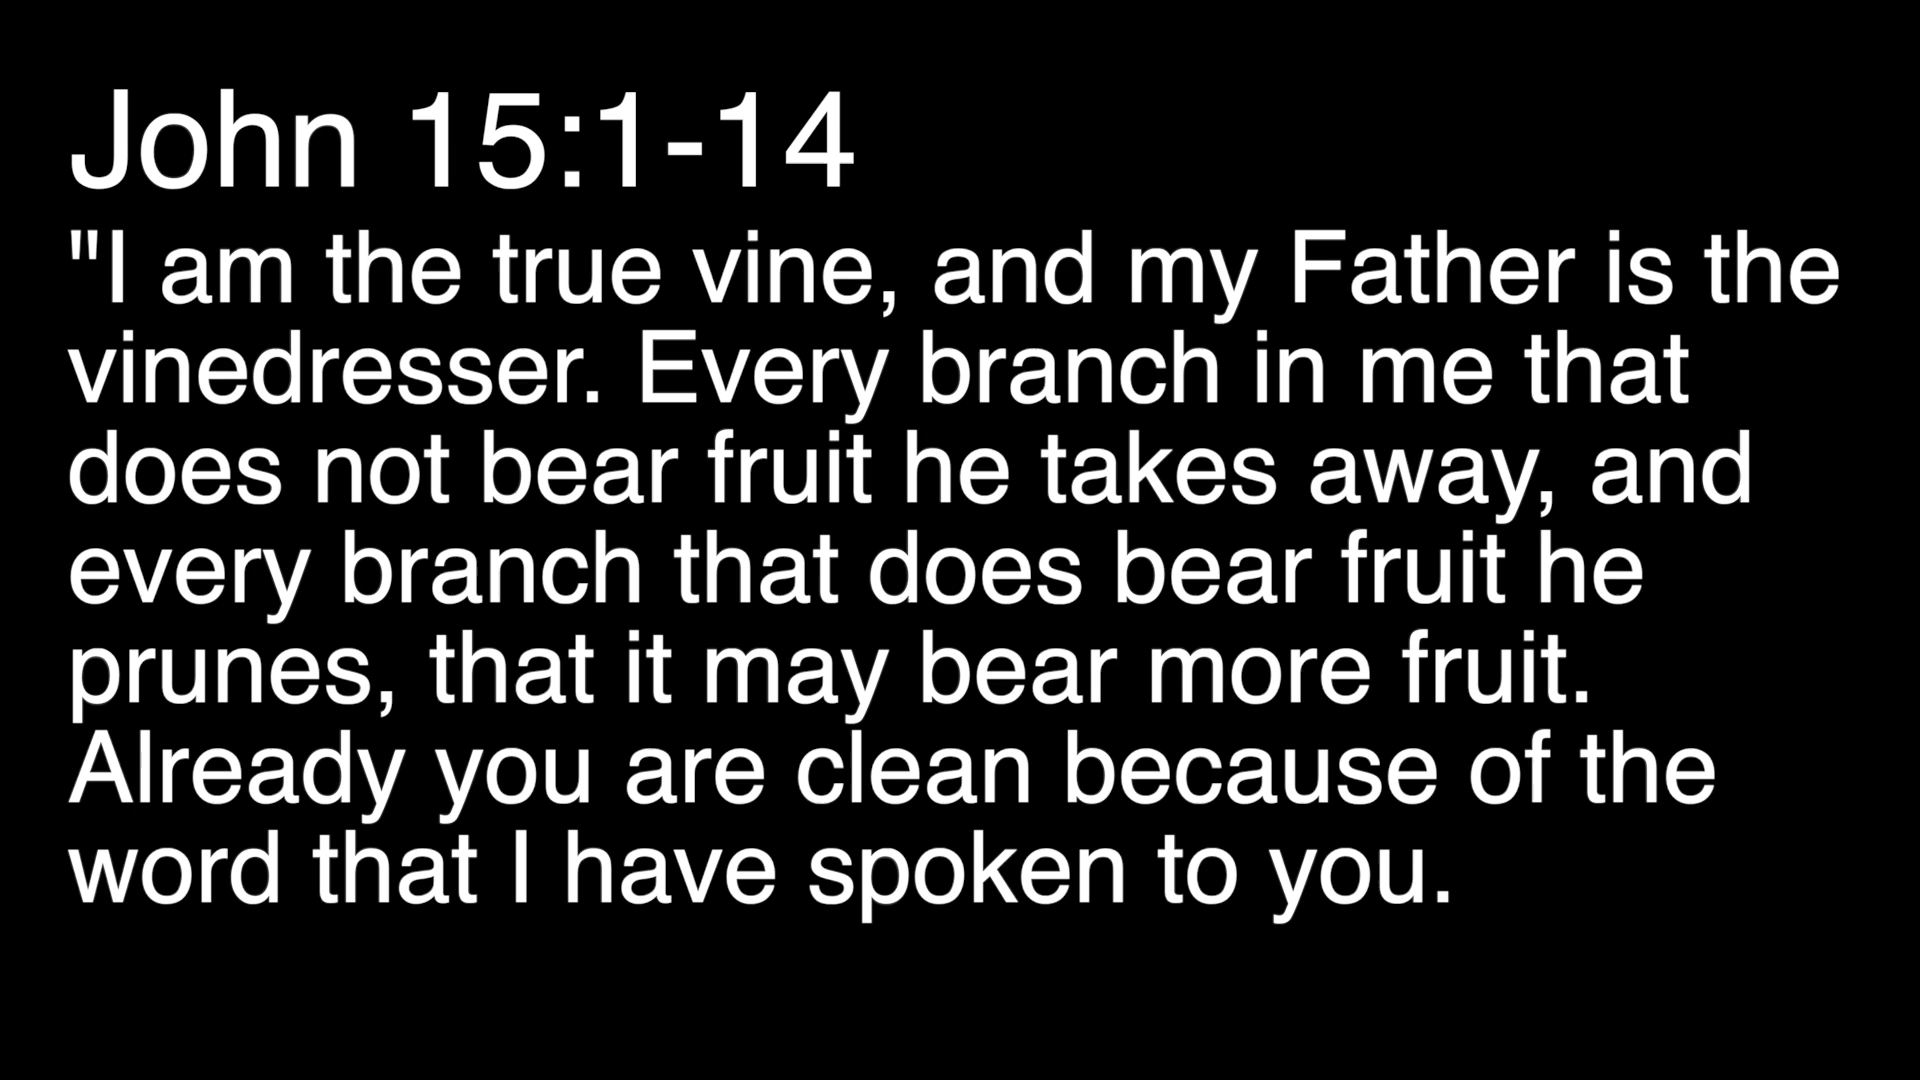 John 15:1-14
"I am the true vine, and my Father is the
vinedresser. Every branch in me that
does not bear fruit he takes away, and
every branch that does bear fruit he
prunes, that it may bear more fruit.
Already you are clean because of the
word that I have spoken to you.